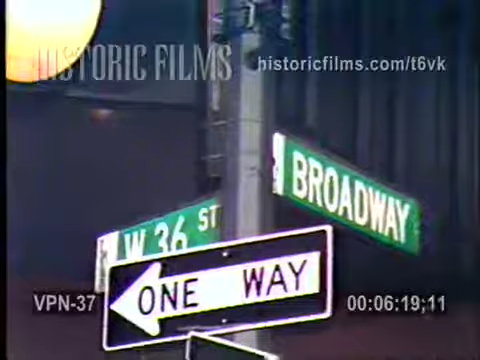 HISTORIC FILMS
historicfilms.com/t6vk
BROADWAY
W 36 ST
ONE WAY
VPN-37
00:06:19;11